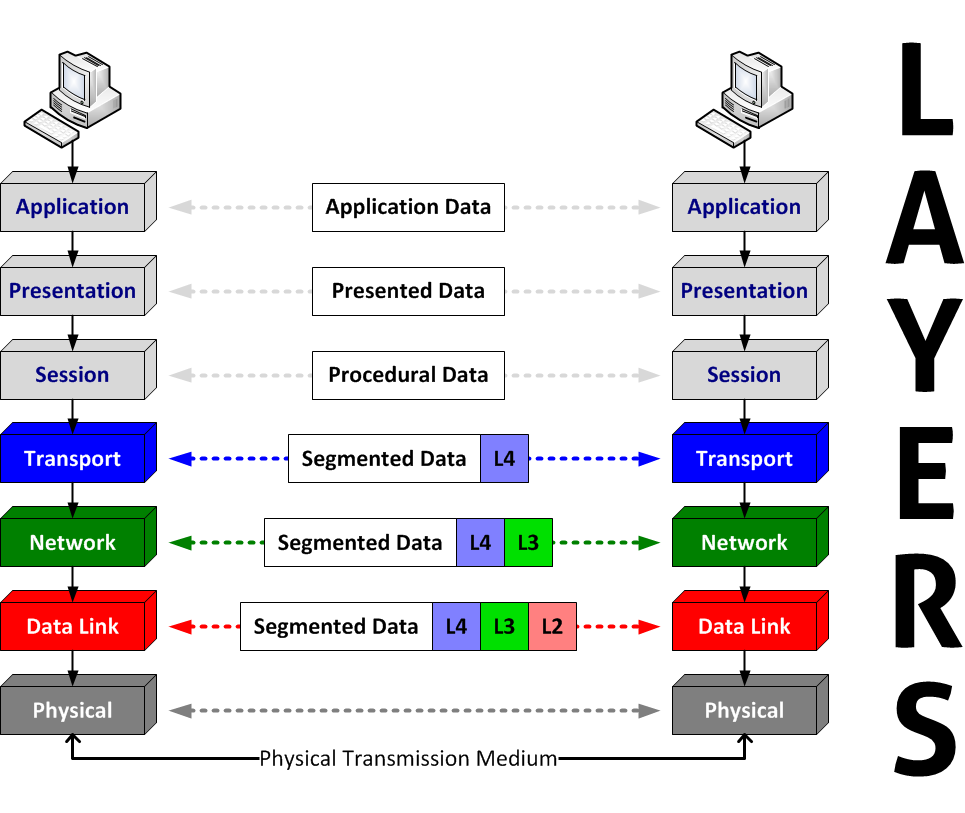 Application Application Data Application
Presentation Presented Data Presentation
Session Procedural Data Session
Transport Segmented Data L4 Transport
Network Segmented Data L4 L3 Network
Data Link Segmented Data L4 L3 L2 Data Link
Physical Physical
Physical Transmission Medium
LAYERS